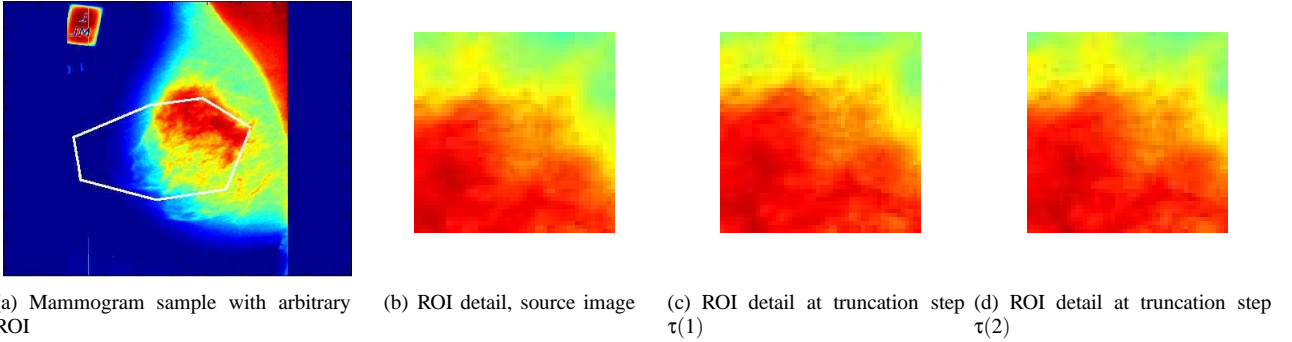 (a) Mammogram sample with arbitrary
ROI
(b) ROI detail, source image
(c) ROI detail at truncation step
τ(1)
(d) ROI detail at truncation step
τ(2)